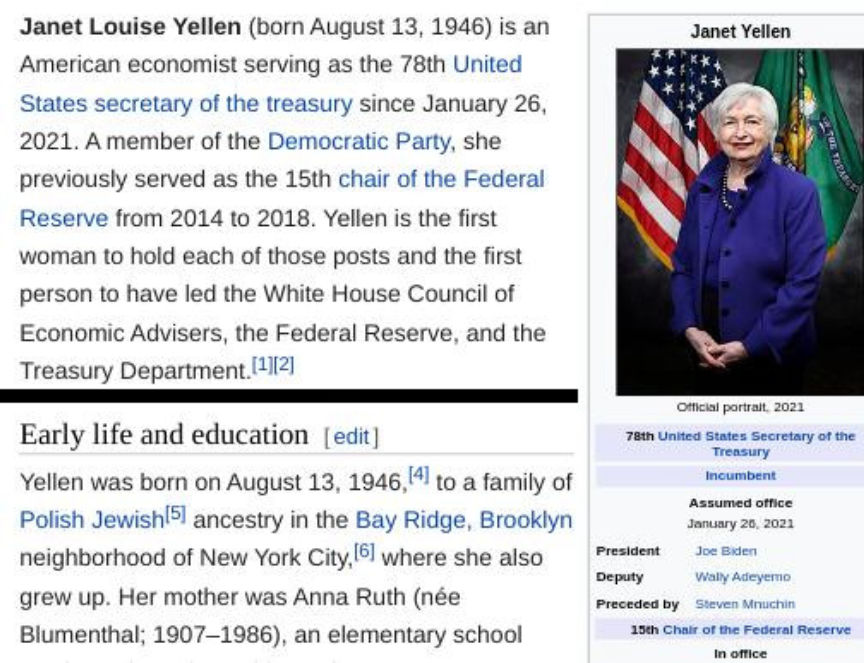 Janet Louise Yellen (born August 13, 1946) is an
American economist serving as the 78th United
States secretary of the treasury since January 26,
2021. A member of the Democratic Party, she
previously served as the 15th chair of the Federal
Reserve from 2014 to 2018. Yellen is the first
woman to hold each of those posts and the first
person to have led the White House Council of
Economic Advisers, the Federal Reserve, and the
Treasury Department.[1][2]
Early life and education [edit]
Yellen was born on August 13, 1946,[4] to a family of
Polish Jewish[5] ancestry in the Bay Ridge, Brooklyn
neighborhood of New York City,[6] where she also
grew up. Her mother was Anna Ruth (née
Blumenthal; 1907–1986), an elementary school
Janet Yellen
Official portrait, 2021
78th United States Secretary of the
Treasury
Incumbent
Assumed office
January 26, 2021
President Joe Biden
Deputy Wally Adeyemo
Preceded by Steven Mnuchin
15th Chair of the Federal Reserve
In office